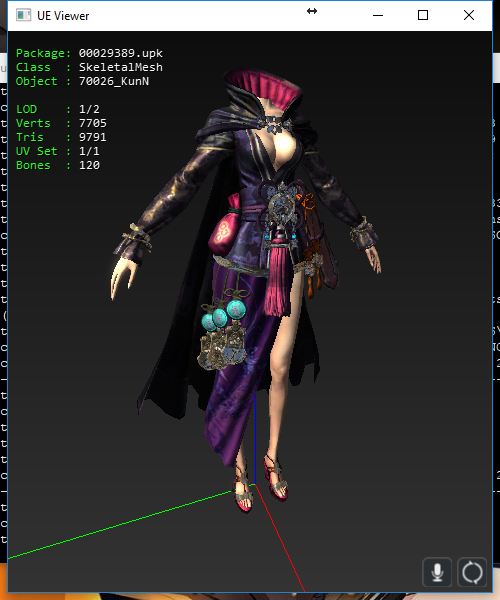 UE Viewer
Package: 00029389.upk
Class  : SkeletalMesh
Object : 70026_KunN
LOD    : 1/2
Verts  : 7705
Tris   : 9791
UV Set : 1/1
Bones  : 120